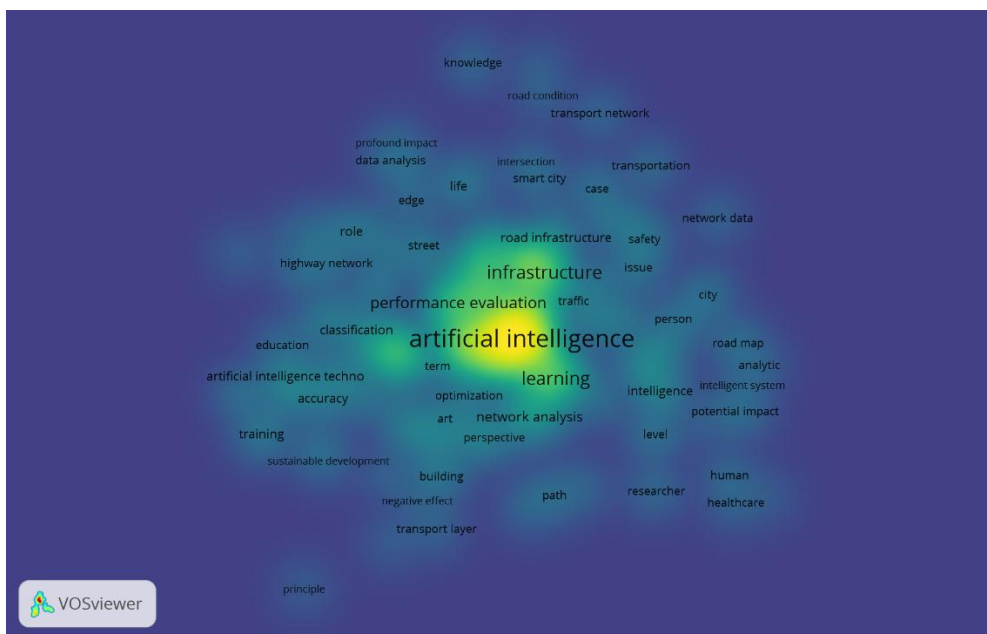 knowledge
road condition
transport network
profound impact
data analysis
intersection
transportation
smart city
life
case
edge
network data
role
street
road infrastructure
safety
highway network
infrastructure
issue
performance evaluation
traffic
city
person
classification
artificial intelligence
education
road map
term
analytic
artificial intelligence techno
learning
intelligence
intelligent system
accuracy
optimization
art
network analysis
potential impact
training
perspective
level
sustainable development
building
human
negative effect
path
researcher
healthcare
transport layer
principle
VOSviewer